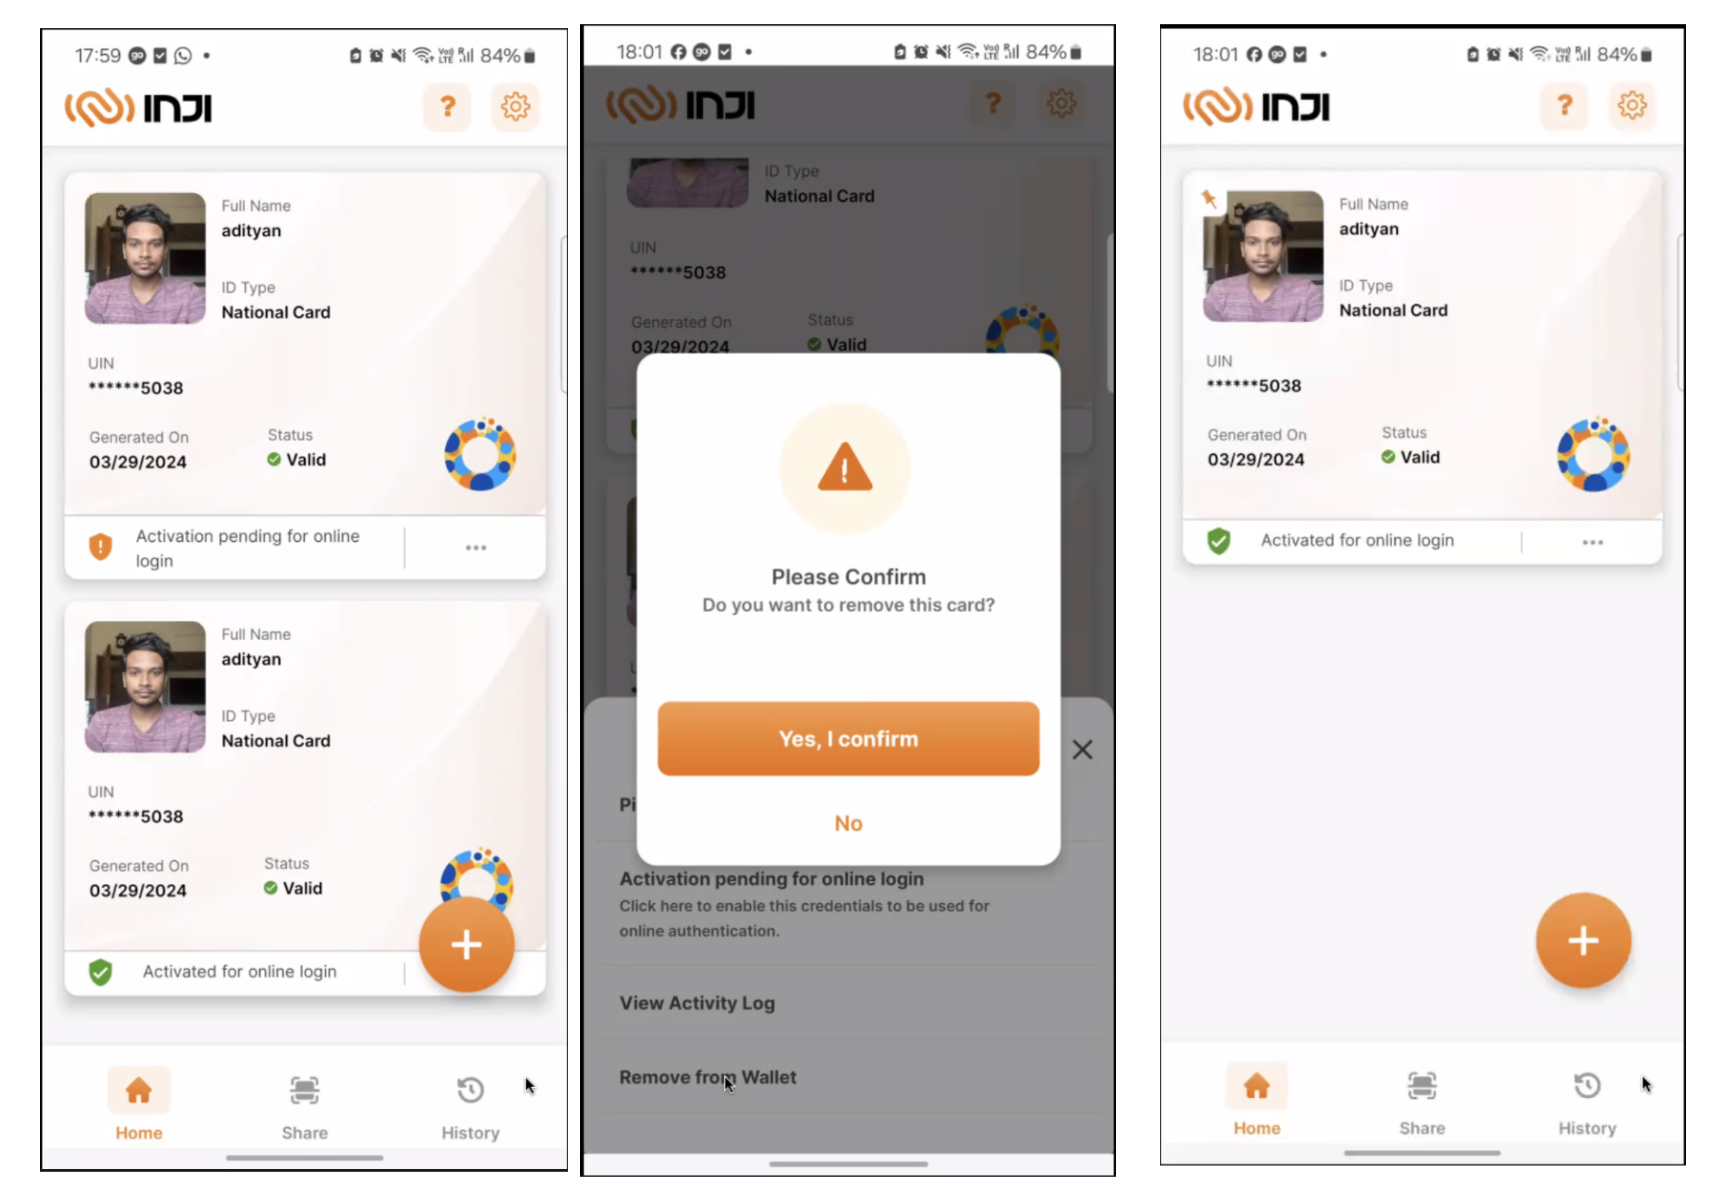 17:59
84%
INJI
?
Full Name
adityan
ID Type
National Card
UIN
******5038
Generated On
03/29/2024
Status
Valid
Activation pending for online
login
Full Name
adityan
ID Type
National Card
UIN
******5038
Generated On
03/29/2024
Status
Valid
Activated for online login
+
Home
Share
History
18:01
84%
INJI
?
ID Type
National Card
UIN
******5038
Generated On
03/29/2024
Status
Valid
Please Confirm
Do you want to remove this card?
Yes, I confirm
No
Pi
Activation pending for online login
Click here to enable this credentials to be used for
online authentication.
View Activity Log
Remove from Wallet
18:01
84%
INJI
?
Full Name
adityan
ID Type
National Card
UIN
******5038
Generated On
03/29/2024
Status
Valid
Activated for online login
+
Home
Share
History